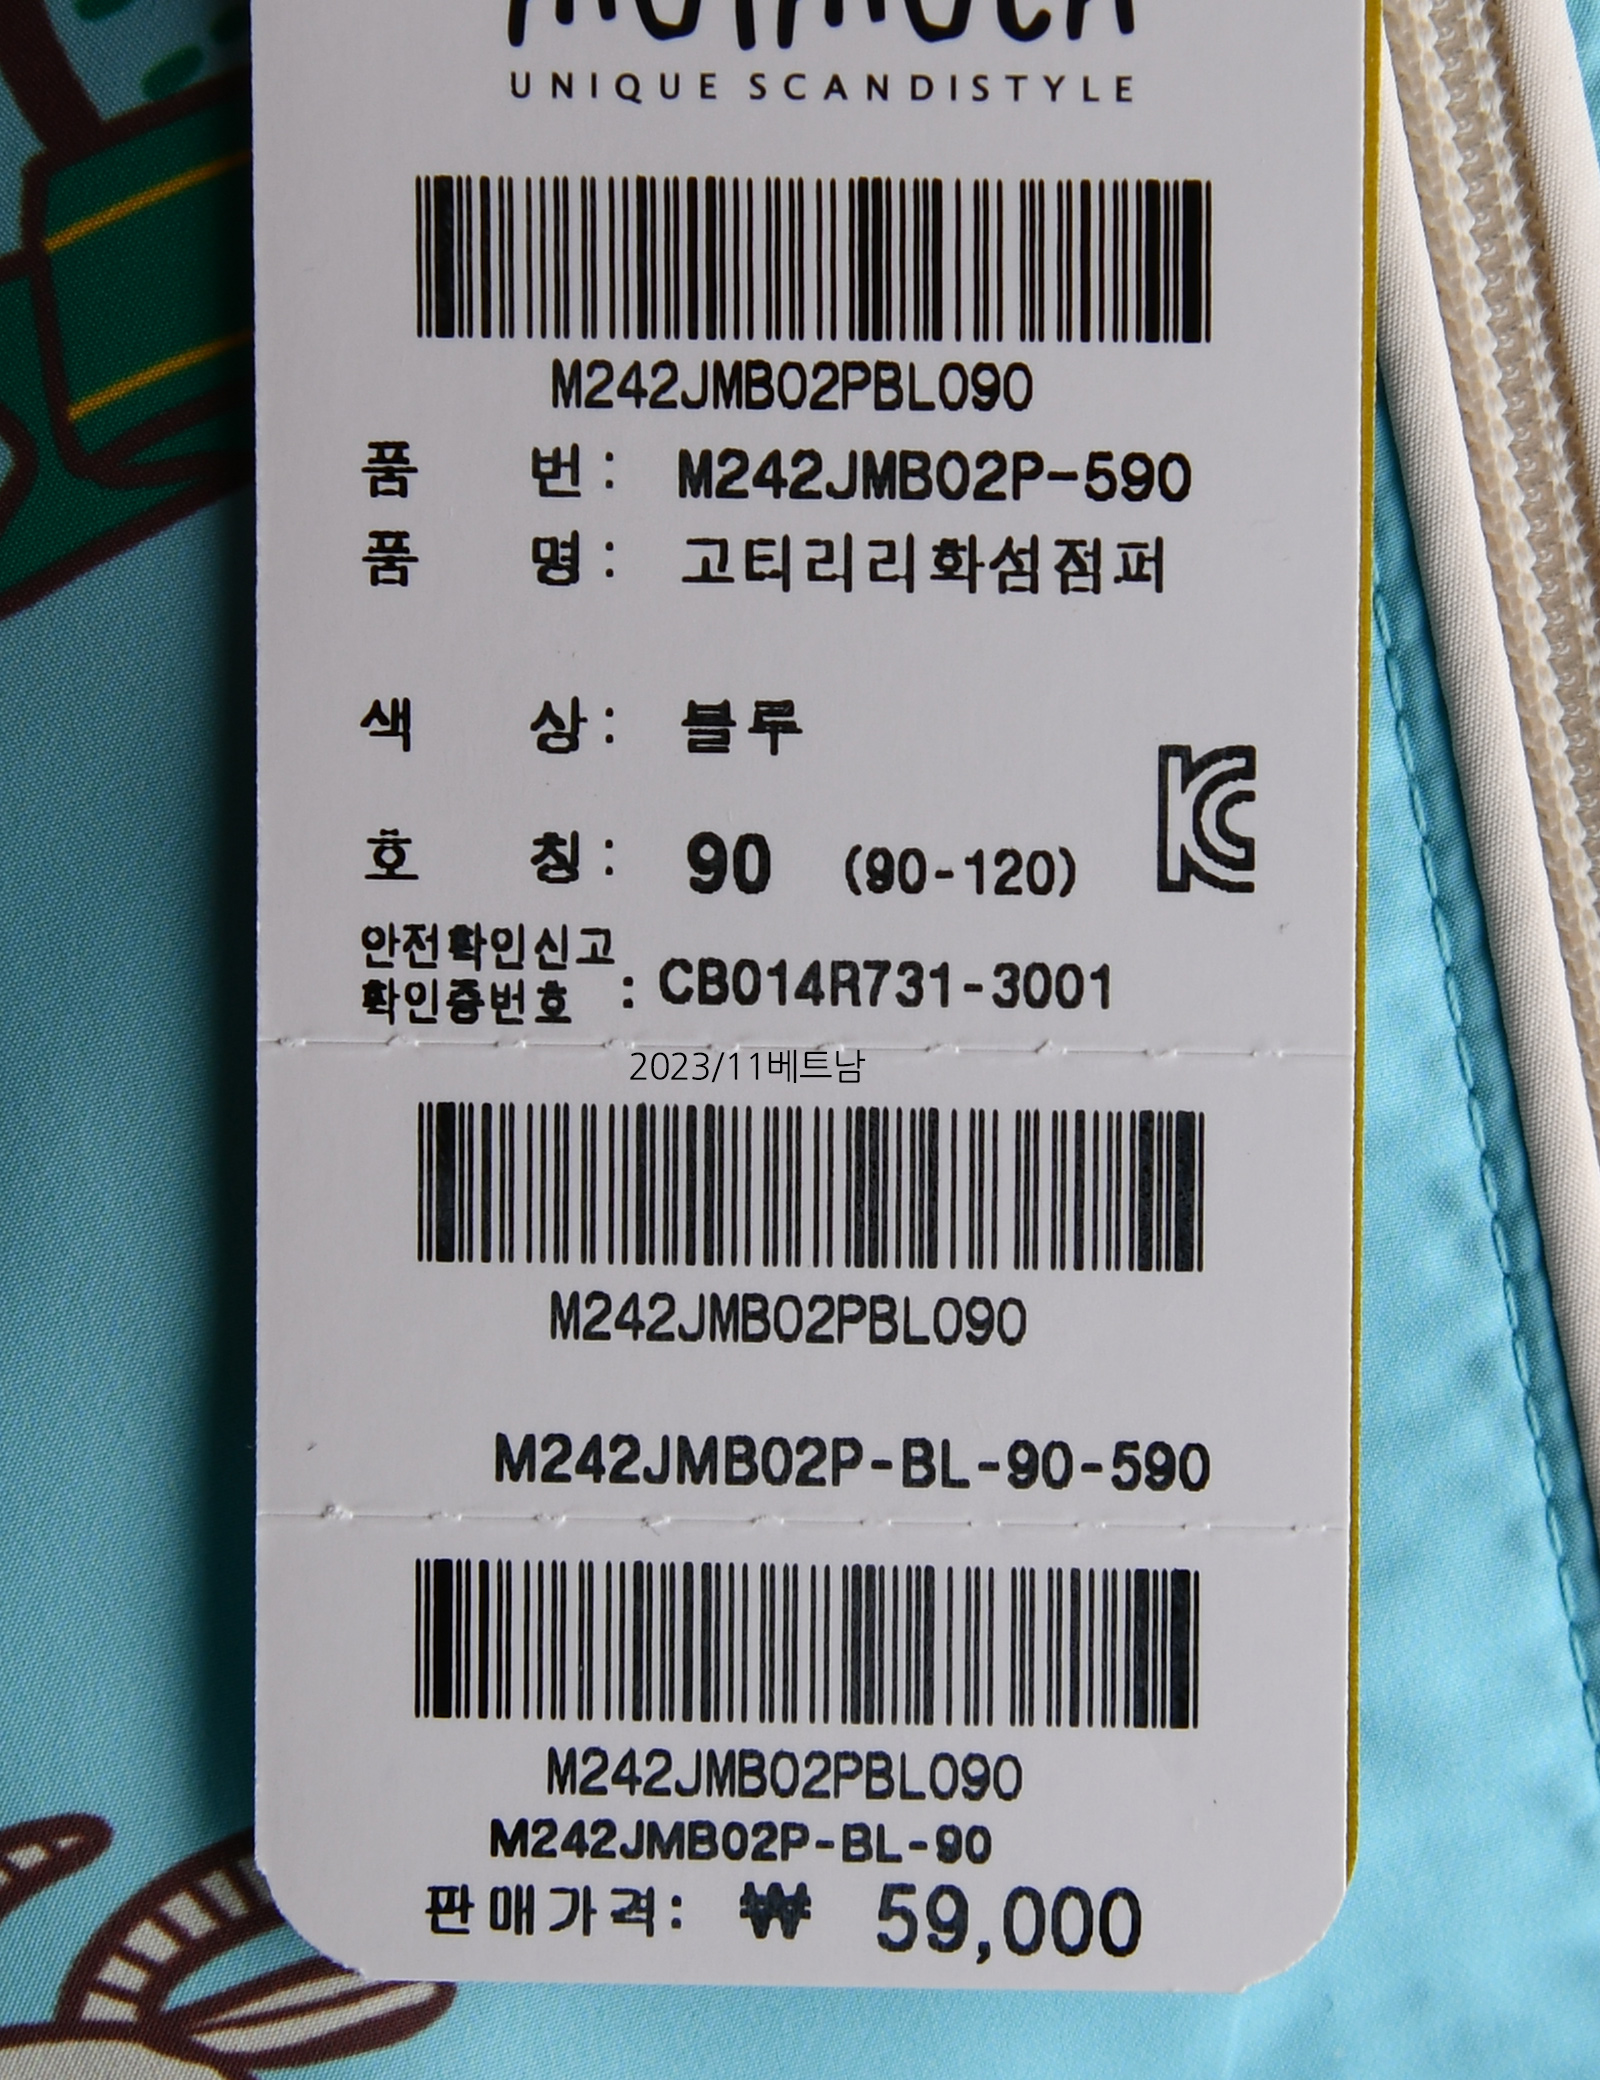 UNIQUE SCANDISTYLE
M242JMB02PBL090
품 번: M242JMB02P-590
품 명: 고티리리화섬점퍼
색 상: 블루
호 칭: 90 (90-120)
안전확인신고
확인증번호 : CB014R731-3001
2023/11베트남
M242JMB02PBL090
M242JMB02P-BL-90-590
M242JMB02PBL090
M242JMB02P-BL-90
판매가격: ₩ 59,000